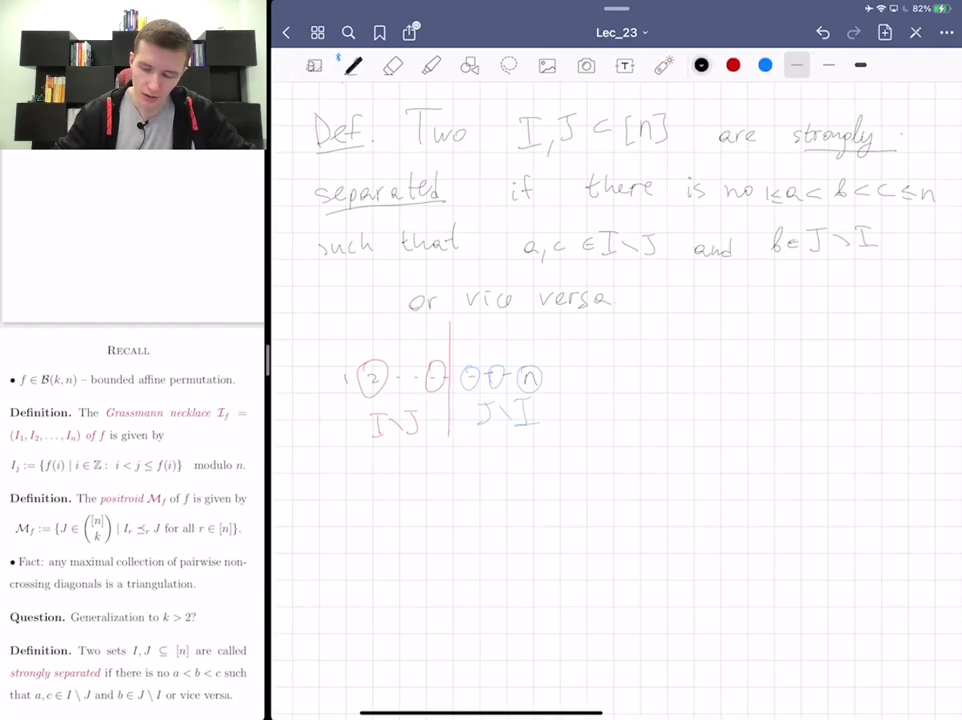 82%
Lec_23
Def. Two I, J ⊂ [n] are strongly
separated if there is no 1≤a<b<c≤n
such that a,c ∈ I∖J and b∈J∖I
or vice versa
1 2 ... - - - n
I∖J J∖I
RECALL
• f ∈ B(k, n) – bounded affine permutation.
Definition. The Grassmann necklace I_f =
(I₁, I₂, . . . , Iₙ) of f is given by
I_j := {f(i) | i ∈ ℤ : i < j ≤ f(i)} modulo n.
Definition. The positroid M_f of f is given by
M_f := {J ∈ ([n] k) | I_r ⪯_r J for all r ∈ [n]}.
• Fact: any maximal collection of pairwise non-
crossing diagonals is a triangulation.
Question. Generalization to k > 2?
Definition. Two sets I, J ⊆ [n] are called
strongly separated if there is no a < b < c such
that a, c ∈ I \ J and b ∈ J \ I or vice versa.